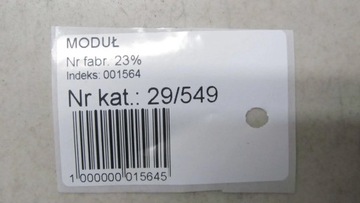 MODUŁ
Nr fabr. 23%
Indeks: 001564
Nr kat.: 29/549
1 000000 015645